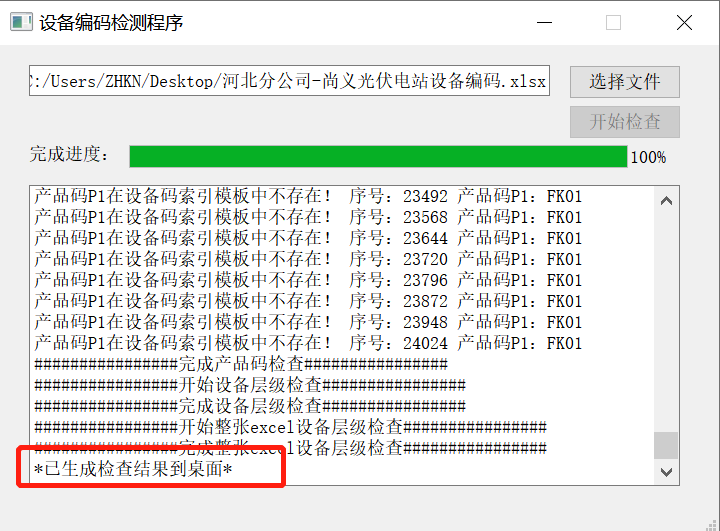 设备编码检测程序
C:/Users/ZHKN/Desktop/河北分公司-尚义光伏电站设备编码.xlsx
选择文件
开始检查
完成进度：
100%
产品码P1在设备码索引模板中不存在！ 序号：23492 产品码P1：FK01
产品码P1在设备码索引模板中不存在！ 序号：23568 产品码P1：FK01
产品码P1在设备码索引模板中不存在！ 序号：23644 产品码P1：FK01
产品码P1在设备码索引模板中不存在！ 序号：23720 产品码P1：FK01
产品码P1在设备码索引模板中不存在！ 序号：23796 产品码P1：FK01
产品码P1在设备码索引模板中不存在！ 序号：23872 产品码P1：FK01
产品码P1在设备码索引模板中不存在！ 序号：23948 产品码P1：FK01
产品码P1在设备码索引模板中不存在！ 序号：24024 产品码P1：FK01
################完成产品码检查################
################开始设备层级检查################
################完成设备层级检查################
################开始整张excel设备层级检查################
################完成整张excel设备层级检查################
*已生成检查结果到桌面*